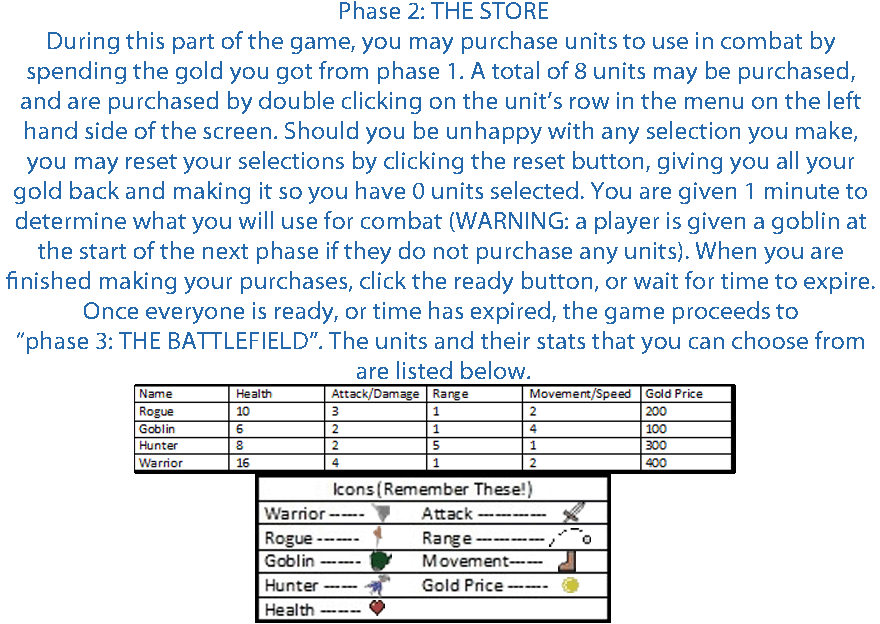 Phase 2: THE STORE
During this part of the game, you may purchase units to use in combat by
spending the gold you got from phase 1. A total of 8 units may be purchased,
and are purchased by double clicking on the unit's row in the menu on the left
hand side of the screen. Should you be unhappy with any selection you make,
you may reset your selections by clicking the reset button, giving you all your
gold back and making it so you have 0 units selected. You are given 1 minute to
determine what you will use for combat (WARNING: a player is given a goblin at
the start of the next phase if they do not purchase any units). When you are
finished making your purchases, click the ready button, or wait for time to expire.
Once everyone is ready, or time has expired, the game proceeds to
“phase 3: THE BATTLEFIELD”. The units and their stats that you can choose from
are listed below.
Name Health Attack/Damage Range Movement/Speed Gold Price
Rogue 10 3 1 2 200
Goblin 6 2 1 4 100
Hunter 8 2 5 1 300
Warrior 16 4 1 2 400
Icons(Remember These!)
Warrior ------ Attack -----------
Rogue ------- Range -----------
Goblin ------- Movement------
Hunter ------ Gold Price -------
Health -------